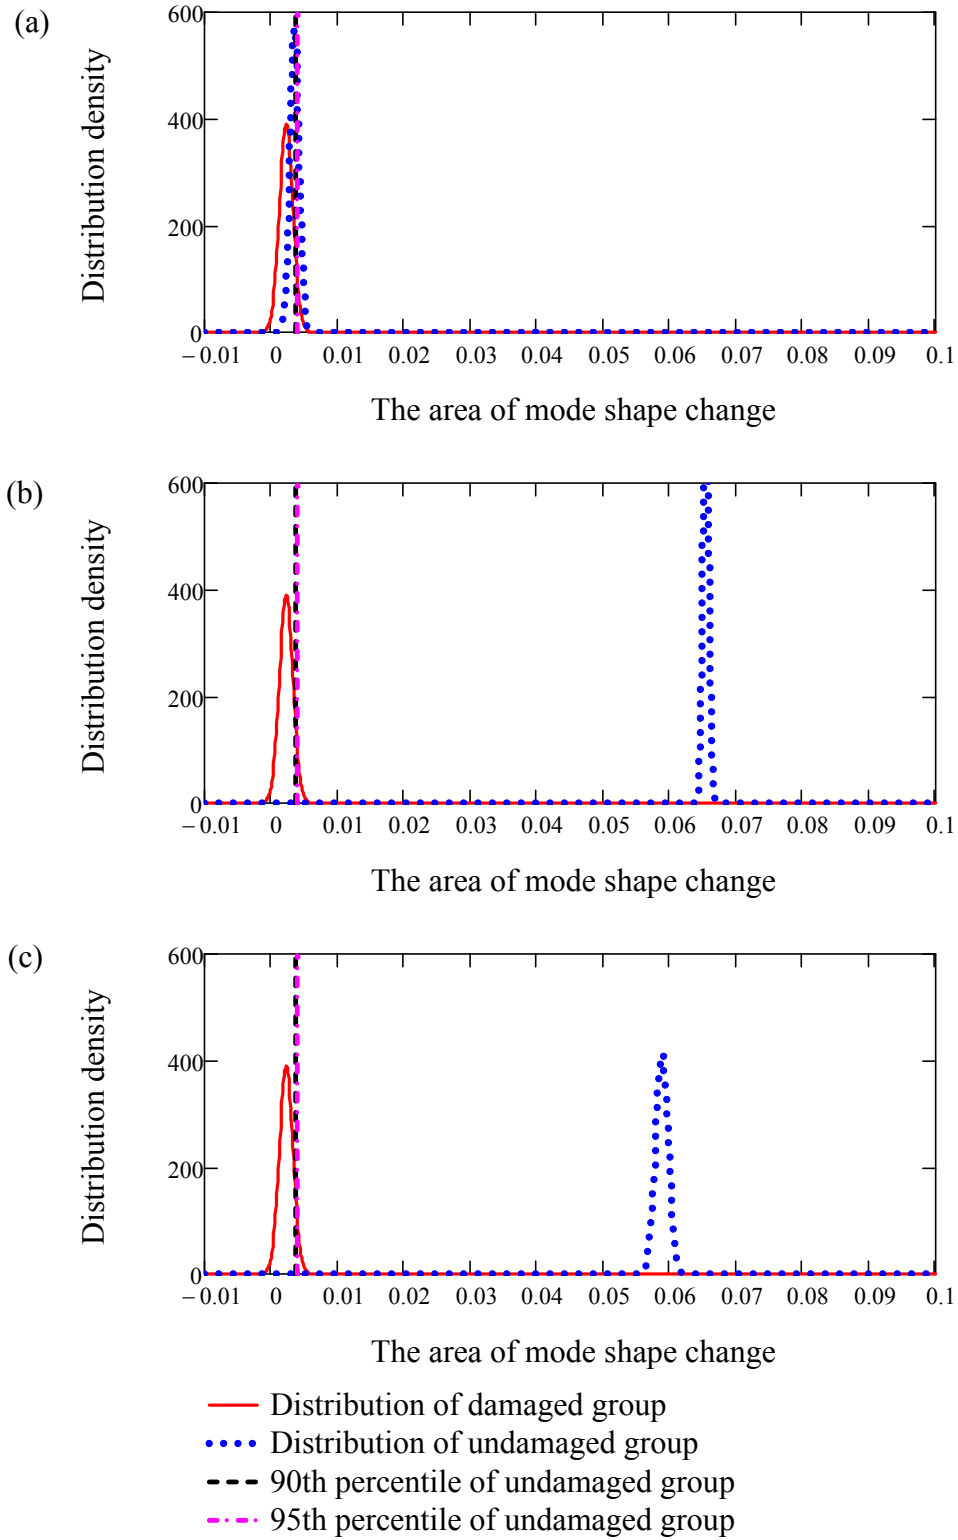 (a)
600
400
200
0
Distribution density
−0.01 0 0.01 0.02 0.03 0.04 0.05 0.06 0.07 0.08 0.09 0.1
The area of mode shape change
(b)
600
400
200
0
Distribution density
−0.01 0 0.01 0.02 0.03 0.04 0.05 0.06 0.07 0.08 0.09 0.1
The area of mode shape change
(c)
600
400
200
0
Distribution density
−0.01 0 0.01 0.02 0.03 0.04 0.05 0.06 0.07 0.08 0.09 0.1
The area of mode shape change
Distribution of damaged group
Distribution of undamaged group
90th percentile of undamaged group
95th percentile of undamaged group